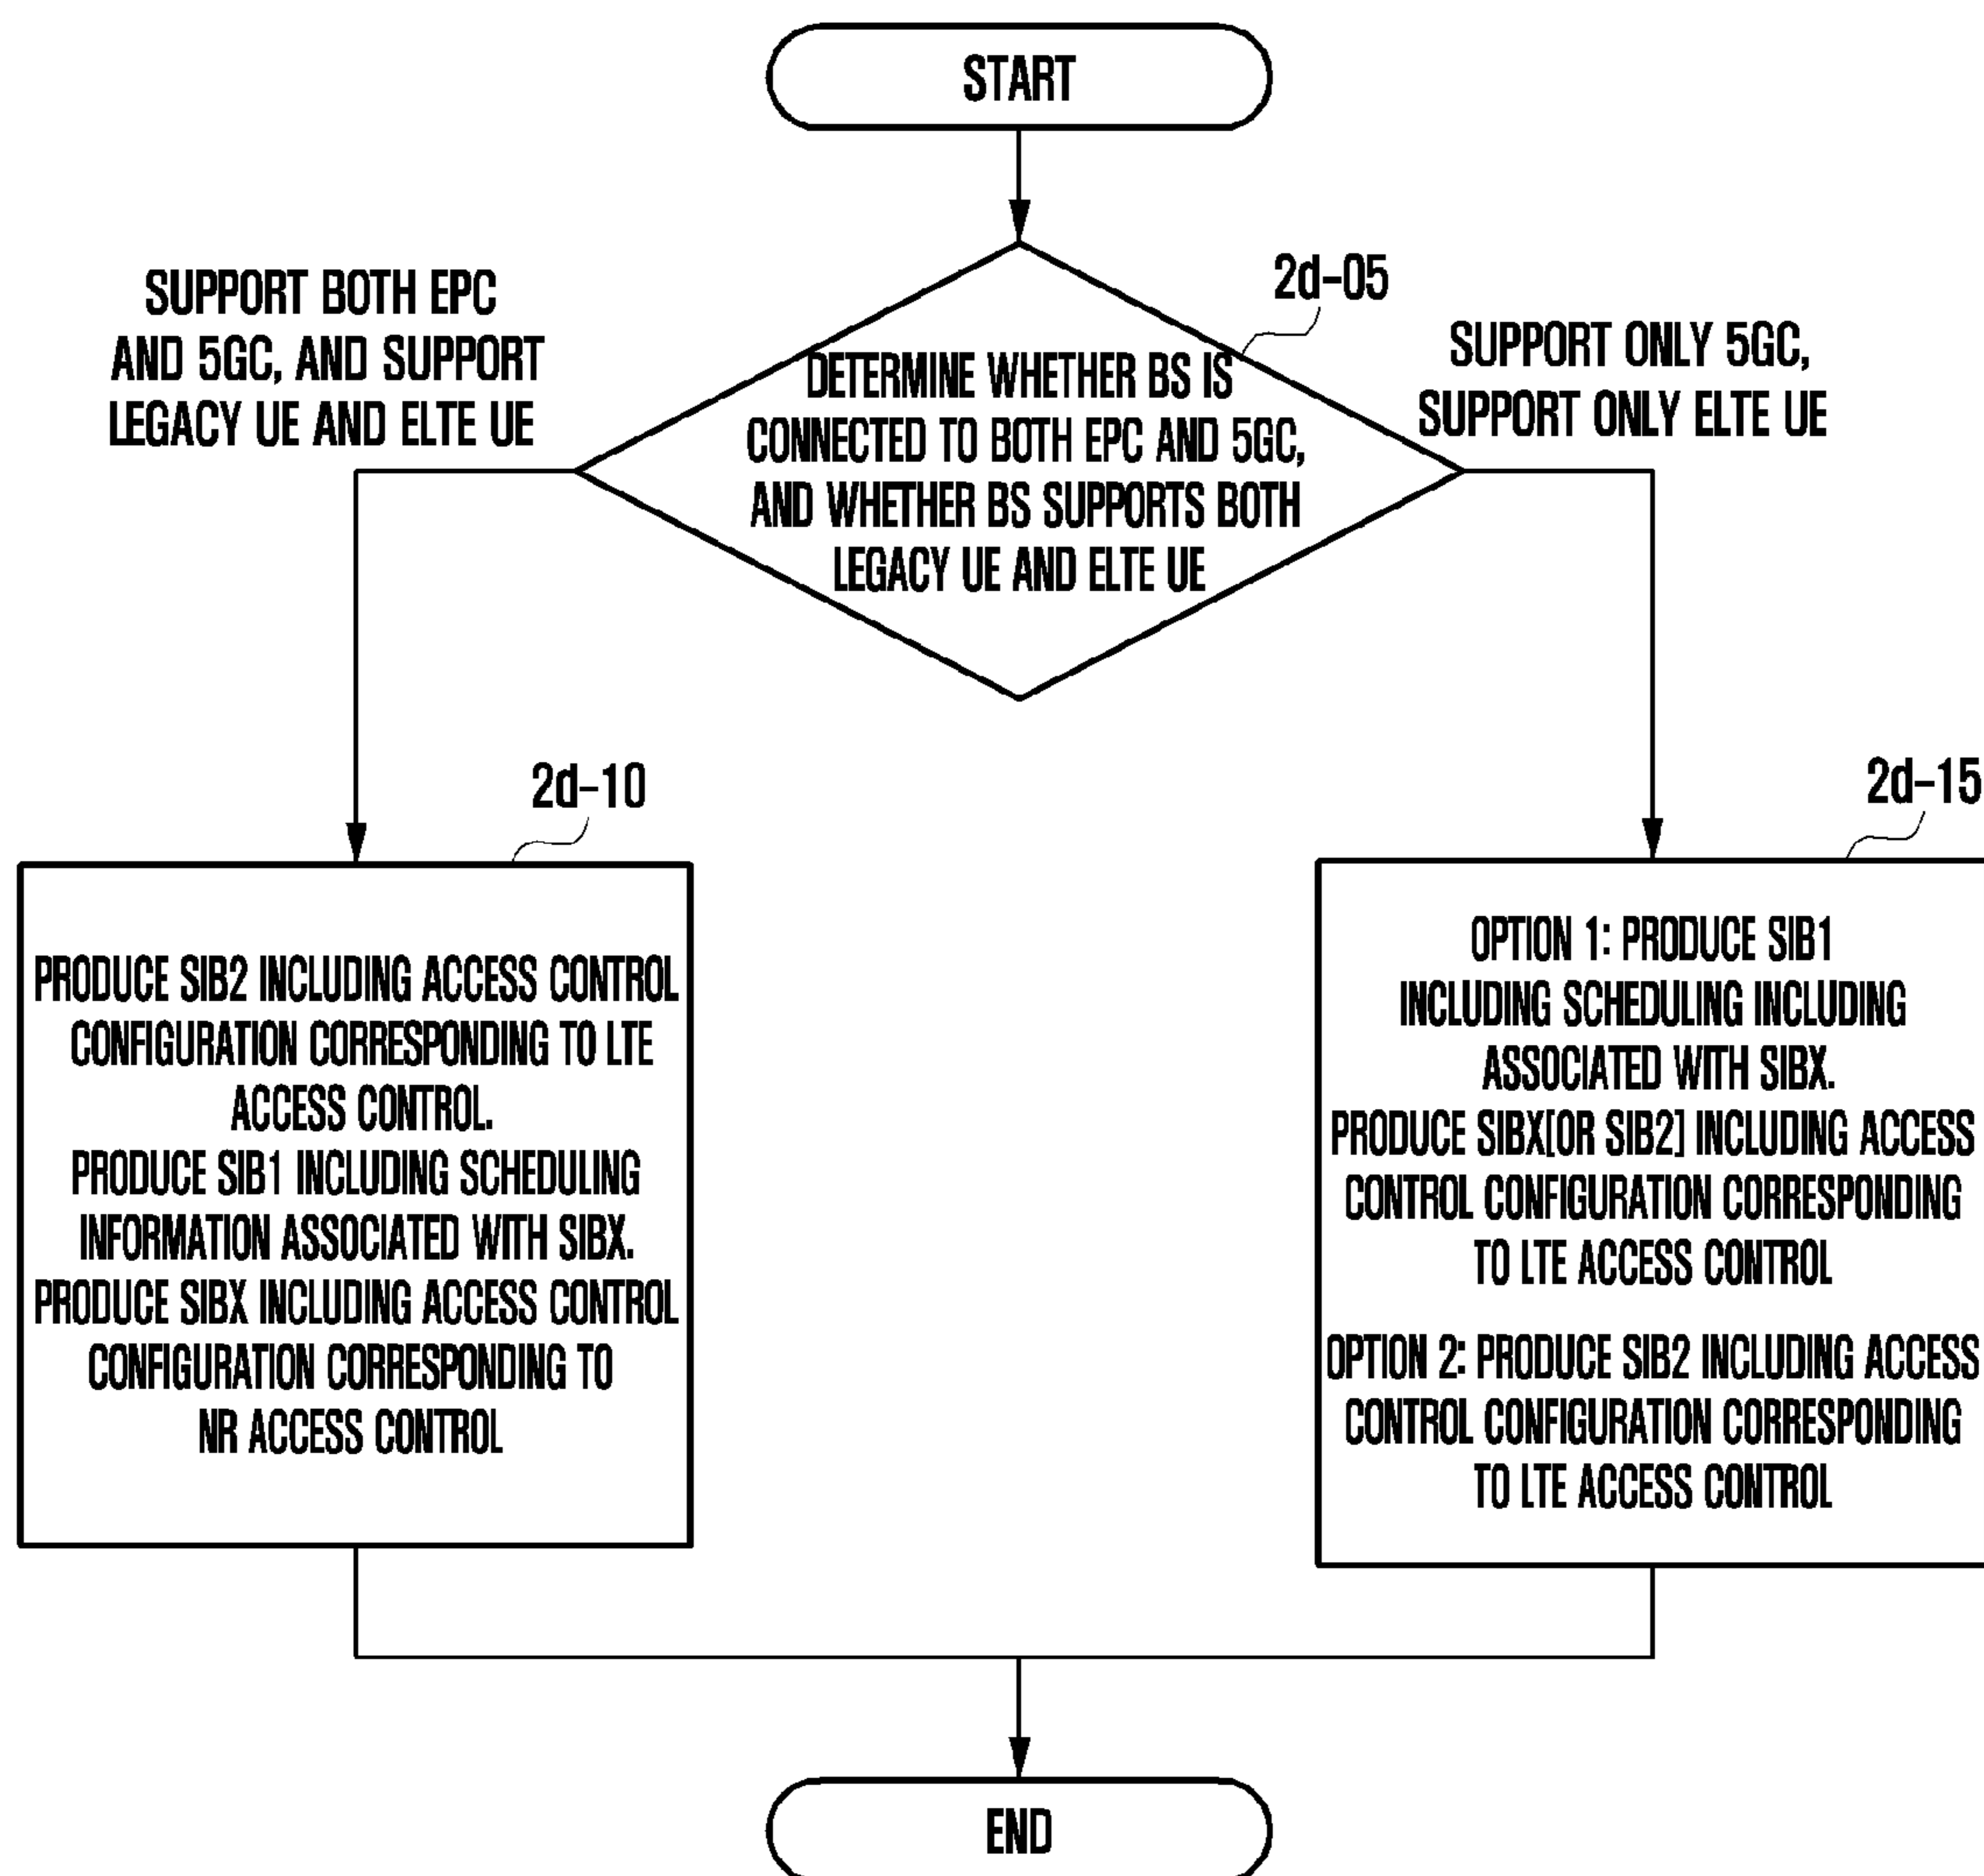 START
SUPPORT BOTH EPC
AND 5GC, AND SUPPORT
LEGACY UE AND ELTE UE
2d-05
DETERMINE WHETHER BS IS
CONNECTED TO BOTH EPC AND 5GC,
AND WHETHER BS SUPPORTS BOTH
LEGACY UE AND ELTE UE
SUPPORT ONLY 5GC,
SUPPORT ONLY ELTE UE
2d-10
PRODUCE SIB2 INCLUDING ACCESS CONTROL
CONFIGURATION CORRESPONDING TO LTE
ACCESS CONTROL.
PRODUCE SIB1 INCLUDING SCHEDULING
INFORMATION ASSOCIATED WITH SIBX.
PRODUCE SIBX INCLUDING ACCESS CONTROL
CONFIGURATION CORRESPONDING TO
NR ACCESS CONTROL
2d-15
OPTION 1: PRODUCE SIB1
INCLUDING SCHEDULING INCLUDING
ASSOCIATED WITH SIBX.
PRODUCE SIBX[OR SIB2] INCLUDING ACCESS
CONTROL CONFIGURATION CORRESPONDING
TO LTE ACCESS CONTROL
OPTION 2: PRODUCE SIB2 INCLUDING ACCESS
CONTROL CONFIGURATION CORRESPONDING
TO LTE ACCESS CONTROL
END